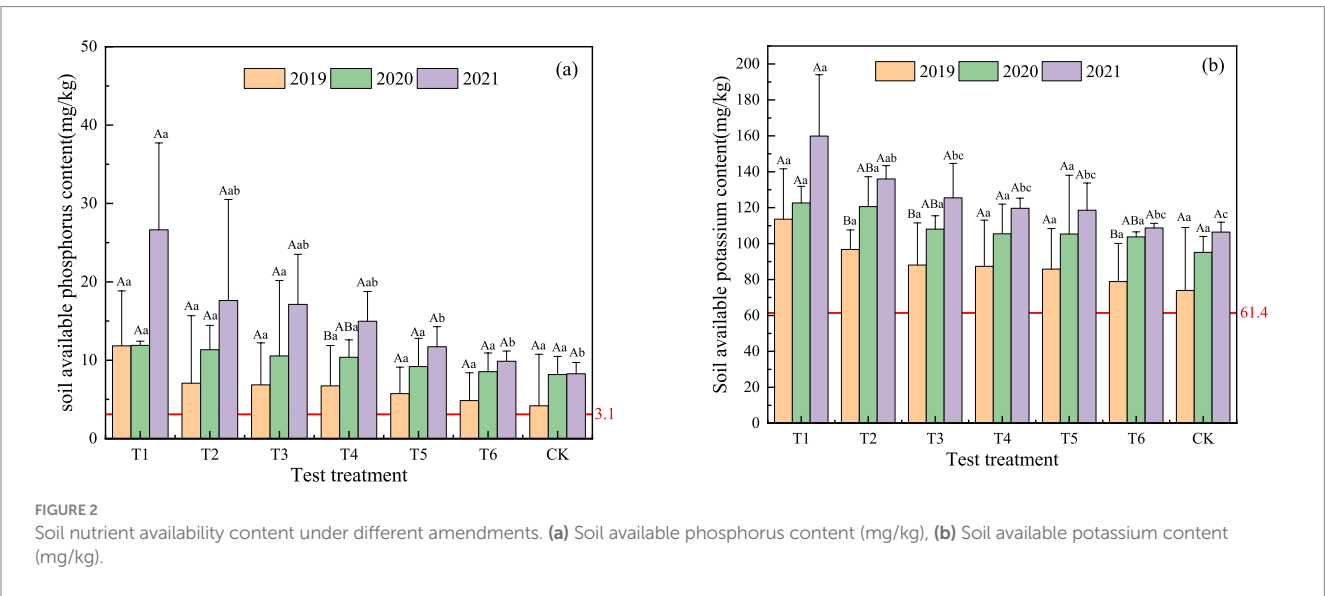 50
40
30
20
10
0
soil available phosphorus content(mg/kg)
2019 2020 2021
(a)
Aa Aa Aa
Aa Aa Aab
Aa Aa Aab
Ba ABa Aab
Aa Aa Ab
Aa Aa Ab
Aa Aa Ab
3.1
T1 T2 T3 T4 T5 T6 CK
Test treatment
200
180
160
140
120
100
80
60
40
20
0
Soil available potassium content(mg/kg)
2019 2020 2021
(b)
Aa Aa Aa
Ba ABa Aab
Ba ABa Abc
Aa Aa Abc
Aa Aa Abc
Ba ABa Abc
Aa Aa Ac
61.4
T1 T2 T3 T4 T5 T6 CK
Test treatment
FIGURE 2
Soil nutrient availability content under different amendments. (a) Soil available phosphorus content (mg/kg), (b) Soil available potassium content
(mg/kg).